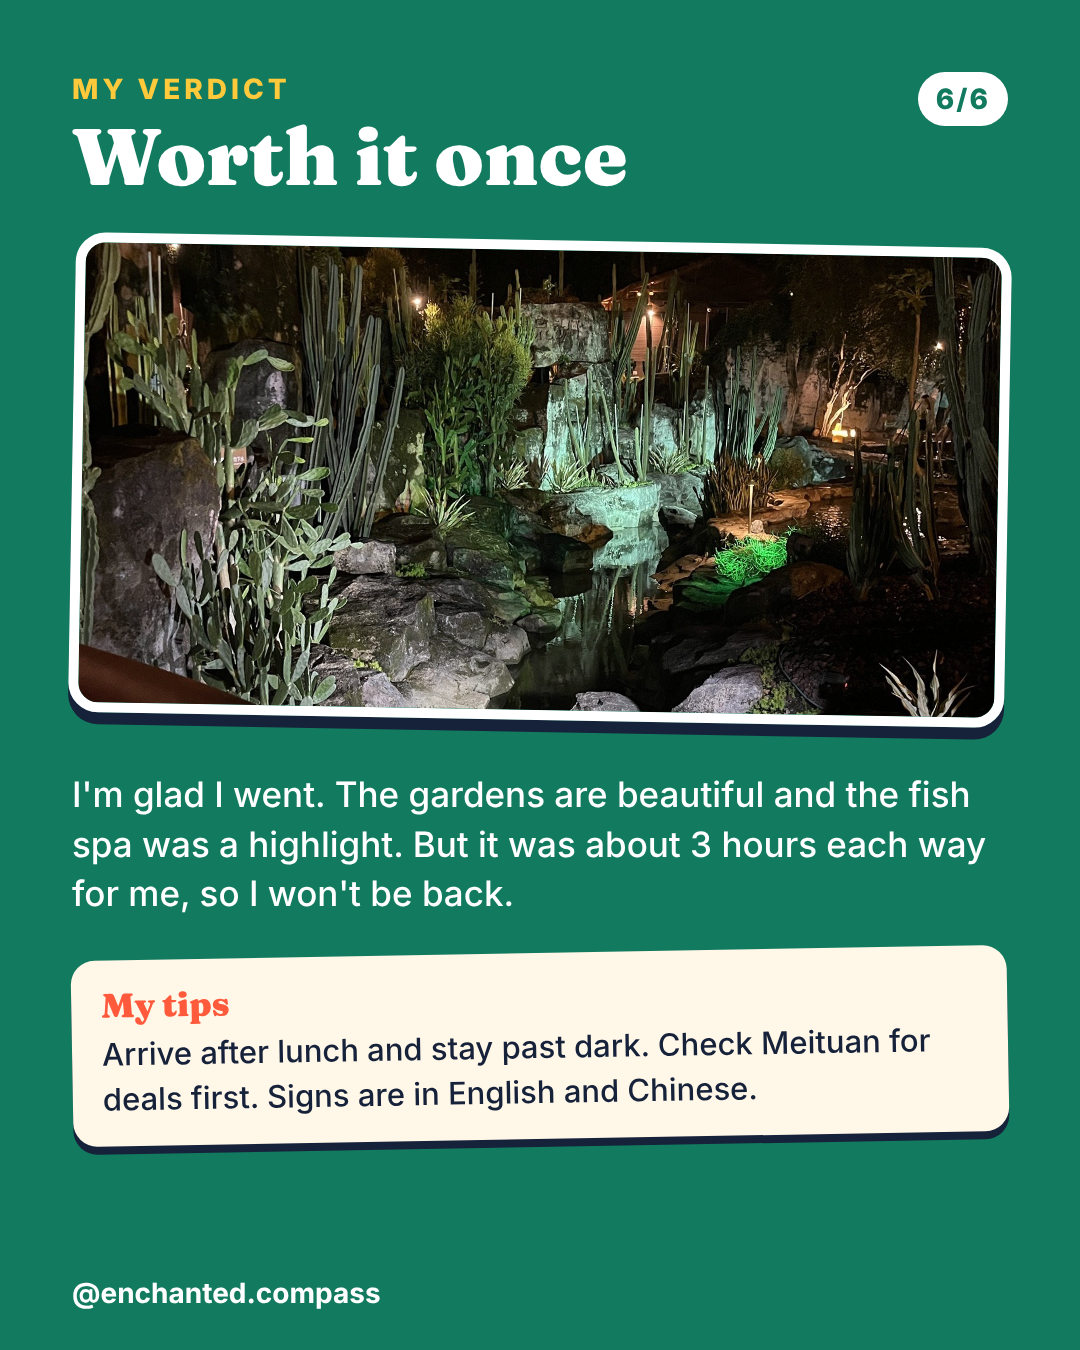 MY VERDICT
6/6
Worth it once
I'm glad I went. The gardens are beautiful and the fish
spa was a highlight. But it was about 3 hours each way
for me, so I won't be back.
My tips
Arrive after lunch and stay past dark. Check Meituan for
deals first. Signs are in English and Chinese.
@enchanted.compass